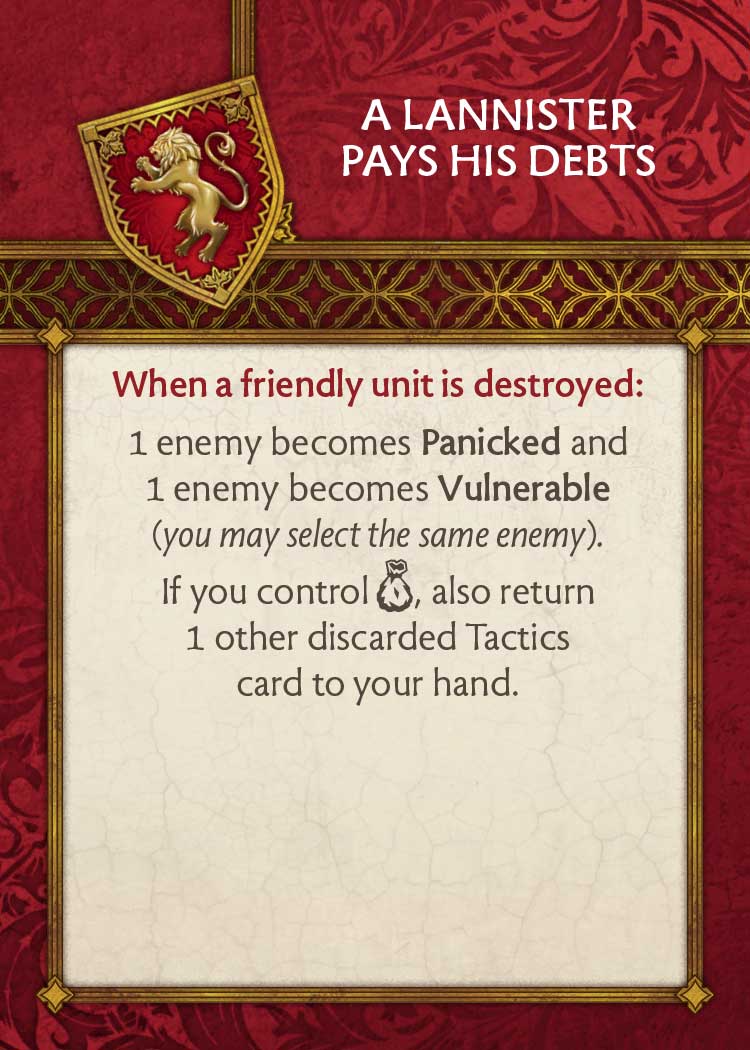 A LANNISTER
PAYS HIS DEBTS
When a friendly unit is destroyed:
1 enemy becomes Panicked and
1 enemy becomes Vulnerable
(you may select the same enemy).
If you control , also return
1 other discarded Tactics
card to your hand.